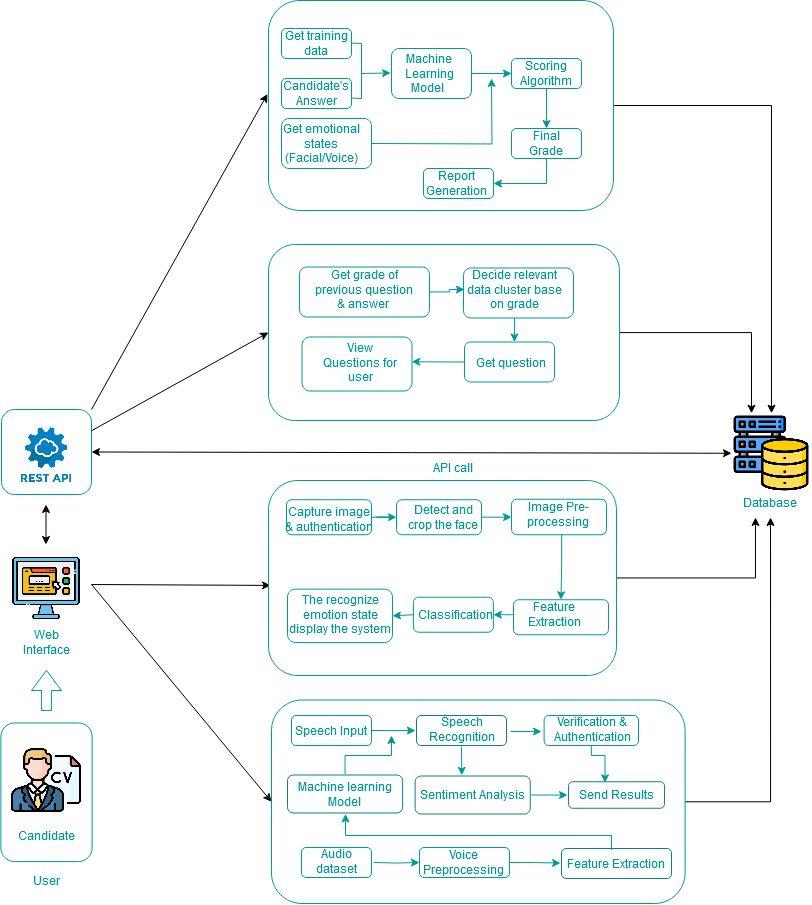 Get training
data
Candidate's
Answer
Get emotional
states
(Facial/Voice)
Machine
Learning
Model
Scoring
Algorithm
Final
Grade
Report
Generation
Get grade of
previous question
& answer
Decide relevant
data cluster base
on grade
View
Questions for
user
Get question
REST API
API call
Database
Capture image
& authentication
Detect and
crop the face
Image Pre-
processing
The recognize
emotion state
display the system
Classification
Feature
Extraction
Web
Interface
Speech Input
Speech
Recognition
Verification &
Authentication
Machine learning
Model
Sentiment Analysis
Send Results
CV
Candidate
Audio
dataset
Voice
Preprocessing
Feature Extraction
User